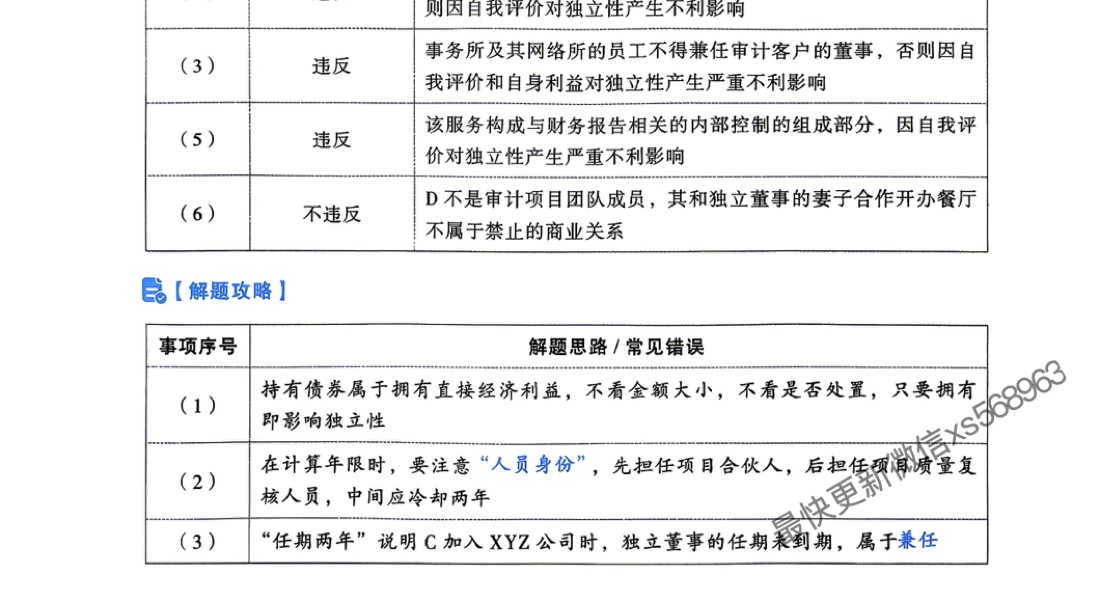 则因自我评价对独立性产生不利影响
（3）
违反
事务所及其网络所的员工不得兼任审计客户的董事，否则因自
我评价和自身利益对独立性产生严重不利影响
（5）
违反
该服务构成与财务报告相关的内部控制的组成部分，因自我评
价对独立性产生严重不利影响
（6）
不违反
D 不是审计项目团队成员，其和独立董事的妻子合作开办餐厅
不属于禁止的商业关系
【解题攻略】
事项序号
解题思路 / 常见错误
（1）
持有债券属于拥有直接经济利益，不看金额大小，不看是否处置，只要拥有
即影响独立性
（2）
在计算年限时，要注意“人员身份”，先担任项目合伙人，后担任项目质量复
核人员，中间应冷却两年
（3）
“任期两年”说明 C 加入 XYZ 公司时，独立董事的任期未到期，属于兼任
最快更新微信xs568963